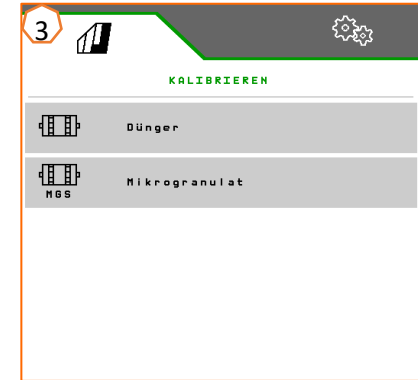 3
KALIBRIEREN
Dünger
MGS
Mikrogranulat